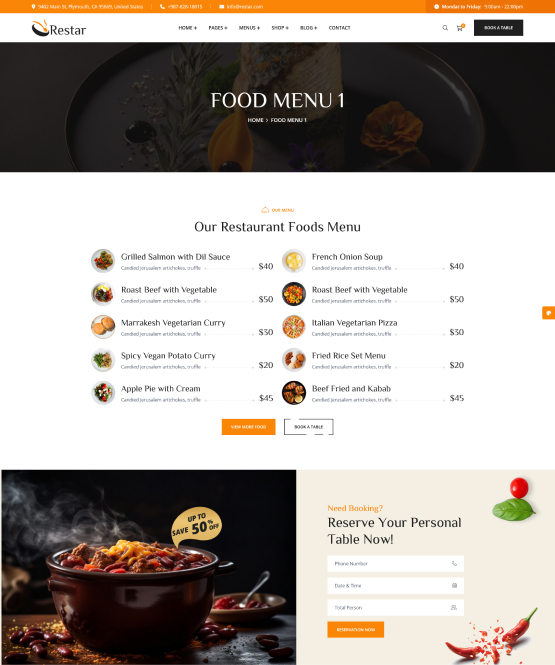 9402 Main St, Plymouth, CA 95669, United States
+987-626-10015
info@restar.com
Monday to Friday: 9:00am - 22:00pm
Restar
HOME +
PAGES +
MENUS +
SHOP +
BLOG +
CONTACT
BOOK A TABLE
FOOD MENU 1
HOME > FOOD MENU 1
OUR MENU
Our Restaurant Foods Menu
Grilled Salmon with Dil Sauce
Candied Jerusalem artichokes, truffle
$40
Roast Beef with Vegetable
Candied Jerusalem artichokes, truffle
$50
Marrakesh Vegetarian Curry
Candied Jerusalem artichokes, truffle
$30
Spicy Vegan Potato Curry
Candied Jerusalem artichokes, truffle
$20
Apple Pie with Cream
Candied Jerusalem artichokes, truffle
$45
French Onion Soup
Candied Jerusalem artichokes, truffle
$40
Roast Beef with Vegetable
Candied Jerusalem artichokes, truffle
$50
Italian Vegetarian Pizza
Candied Jerusalem artichokes, truffle
$30
Fried Rice Set Menu
Candied Jerusalem artichokes, truffle
$20
Beef Fried and Kabab
Candied Jerusalem artichokes, truffle
$45
VIEW MORE FOOD
BOOK A TABLE
UP TO
SAVE 50% OFF
Need Booking?
Reserve Your Personal
Table Now!
Phone Number
Date & Time
Total Person
RESERVATION NOW